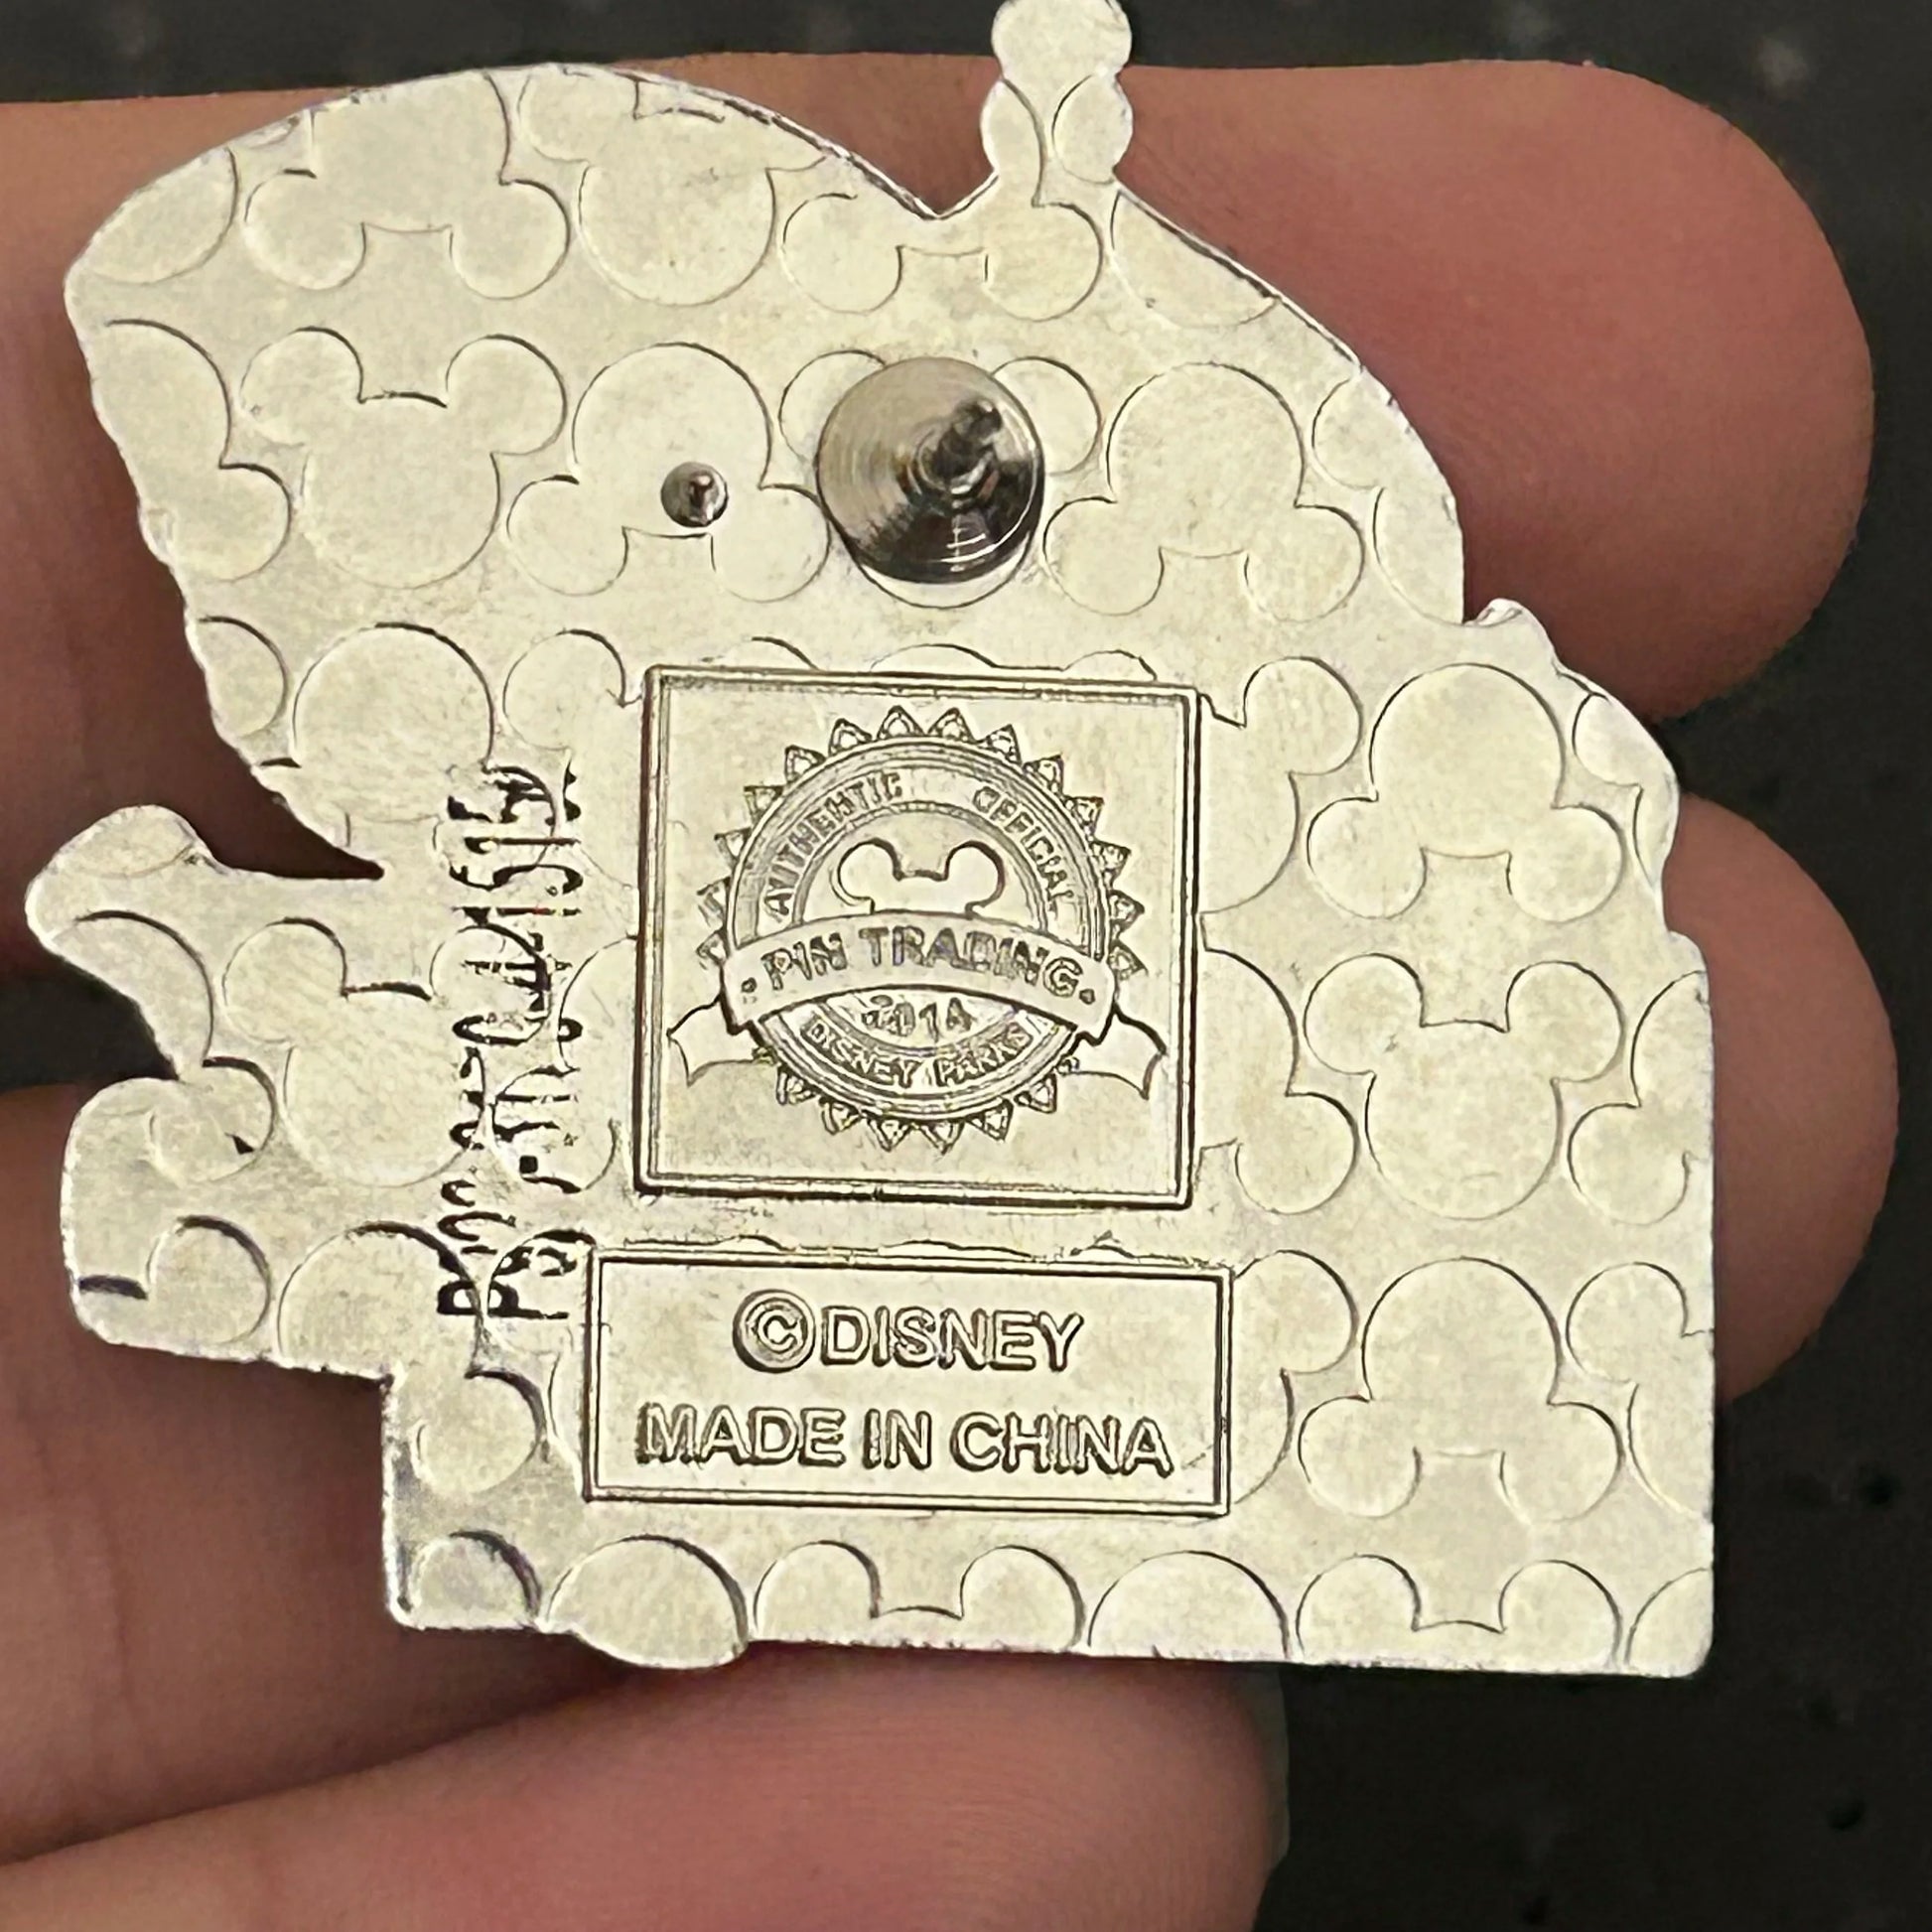 AUTHENTIC OFFICIAL
PIN TRADING
2014
DISNEY PARKS
©DISNEY
MADE IN CHINA